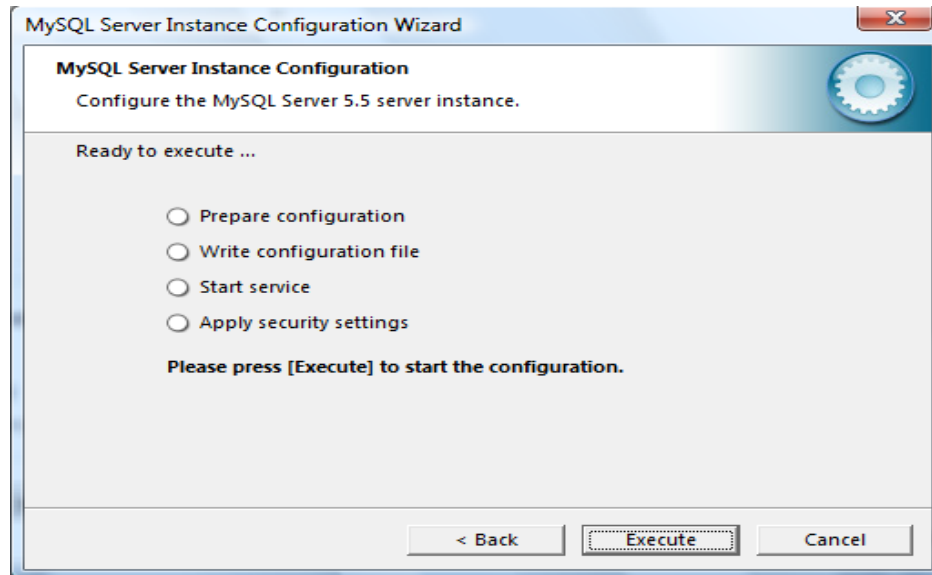 MySQL Server Instance Configuration Wizard
MySQL Server Instance Configuration
Configure the MySQL Server 5.5 server instance.
Ready to execute ...
Prepare configuration
Write configuration file
Start service
Apply security settings
Please press [Execute] to start the configuration.
< Back Execute Cancel